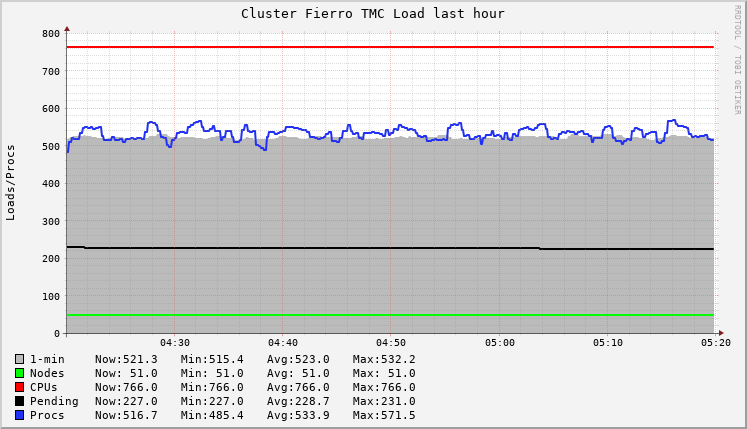 Cluster Fierro TMC Load last hour
RRDTOOL / TOBI OETIKER
Loads/Procs
800
700
600
500
400
300
200
100
0
04:30 04:40 04:50 05:00 05:10 05:20
1-min Now:521.3 Min:515.4 Avg:523.0 Max:532.2
Nodes Now: 51.0 Min: 51.0 Avg: 51.0 Max: 51.0
CPUs Now:766.0 Min:766.0 Avg:766.0 Max:766.0
Pending Now:227.0 Min:227.0 Avg:228.7 Max:231.0
Procs Now:516.7 Min:485.4 Avg:533.9 Max:571.5